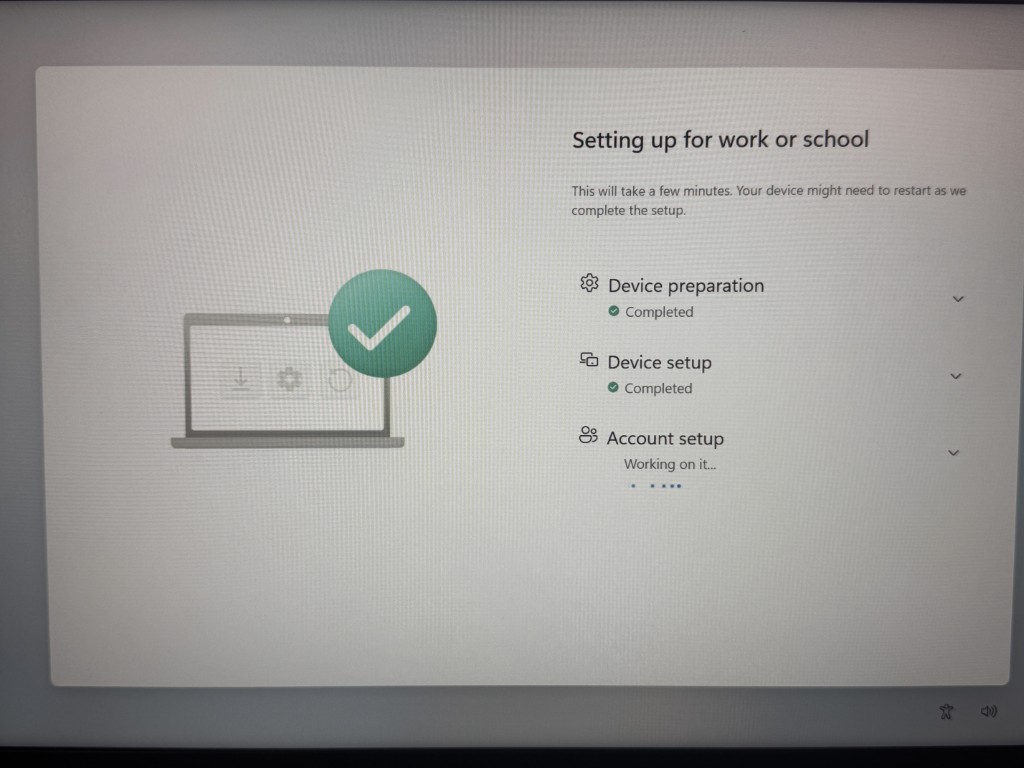 Setting up for work or school
This will take a few minutes. Your device might need to restart as we
complete the setup.
Device preparation
Completed
Device setup
Completed
Account setup
Working on it...